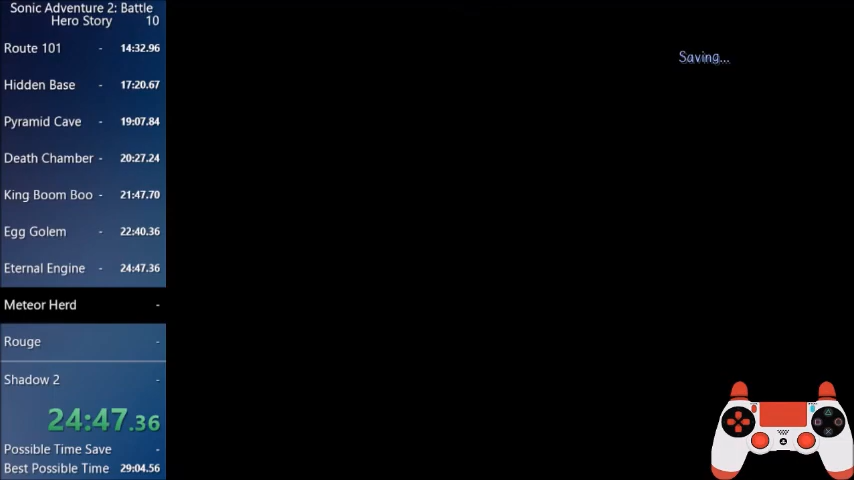 Sonic Adventure 2: Battle
Hero Story 10
Saving...
Route 101 - 14:32.96
Hidden Base - 17:20.67
Pyramid Cave - 19:07.84
Death Chamber - 20:27.24
King Boom Boo - 21:47.70
Egg Golem - 22:40.36
Eternal Engine - 24:47.36
Meteor Herd -
Rouge -
Shadow 2 -
24:47.36
Possible Time Save -
Best Possible Time 29:04.56